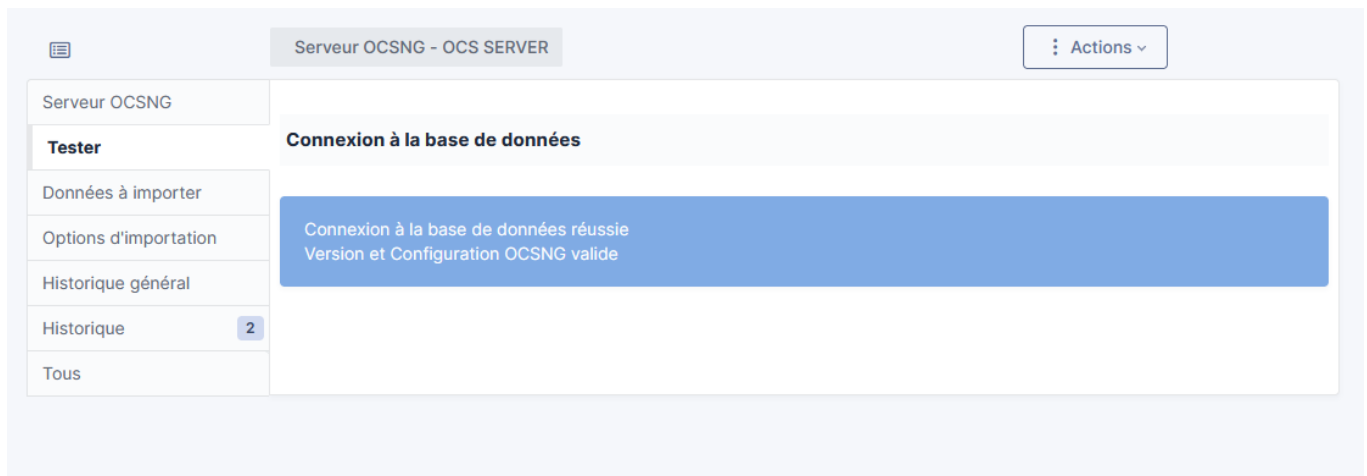 Serveur OCSNG - OCS SERVER
Actions
Serveur OCSNG
Tester
Données à importer
Options d'importation
Historique général
Historique 2
Tous
Connexion à la base de données
Connexion à la base de données réussie
Version et Configuration OCSNG valide